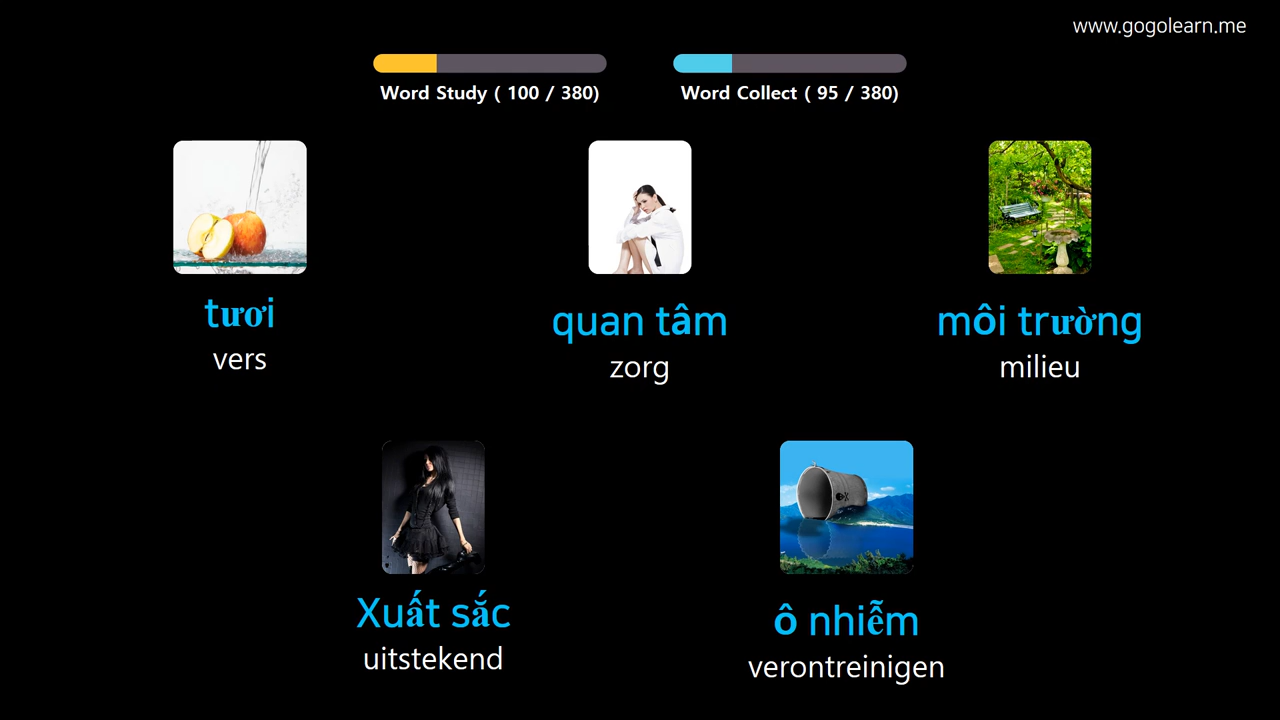 www.gogolearn.me
Word Study ( 100 / 380)
Word Collect ( 95 / 380)
tươi
vers
quan tâm
zorg
môi trường
milieu
Xuất sắc
uitstekend
ô nhiễm
verontreinigen